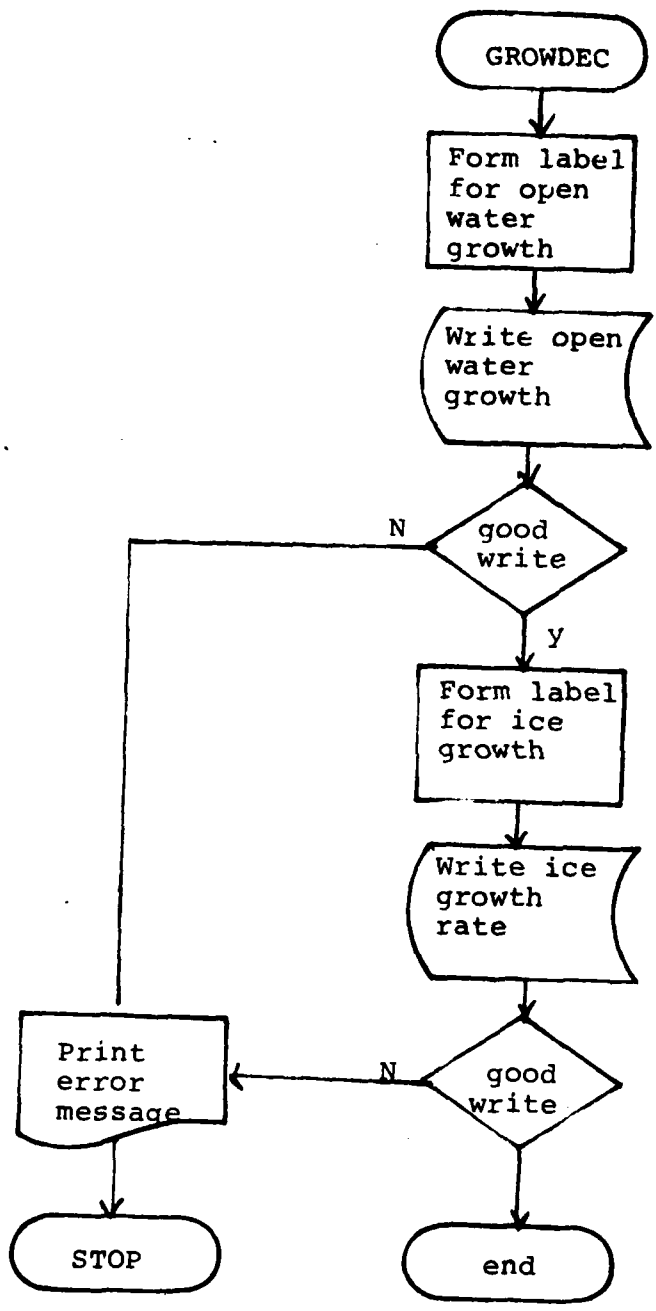 GROWDEC
Form label
for open
water
growth
Write open
water
growth
N
good
write
y
Form label
for ice
growth
Write ice
growth
rate
Print
error
message
N
good
write
STOP
end